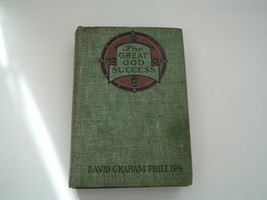 The
GREAT
GOD
SUCCESS
DAVID GRAHAM PHILLIPS